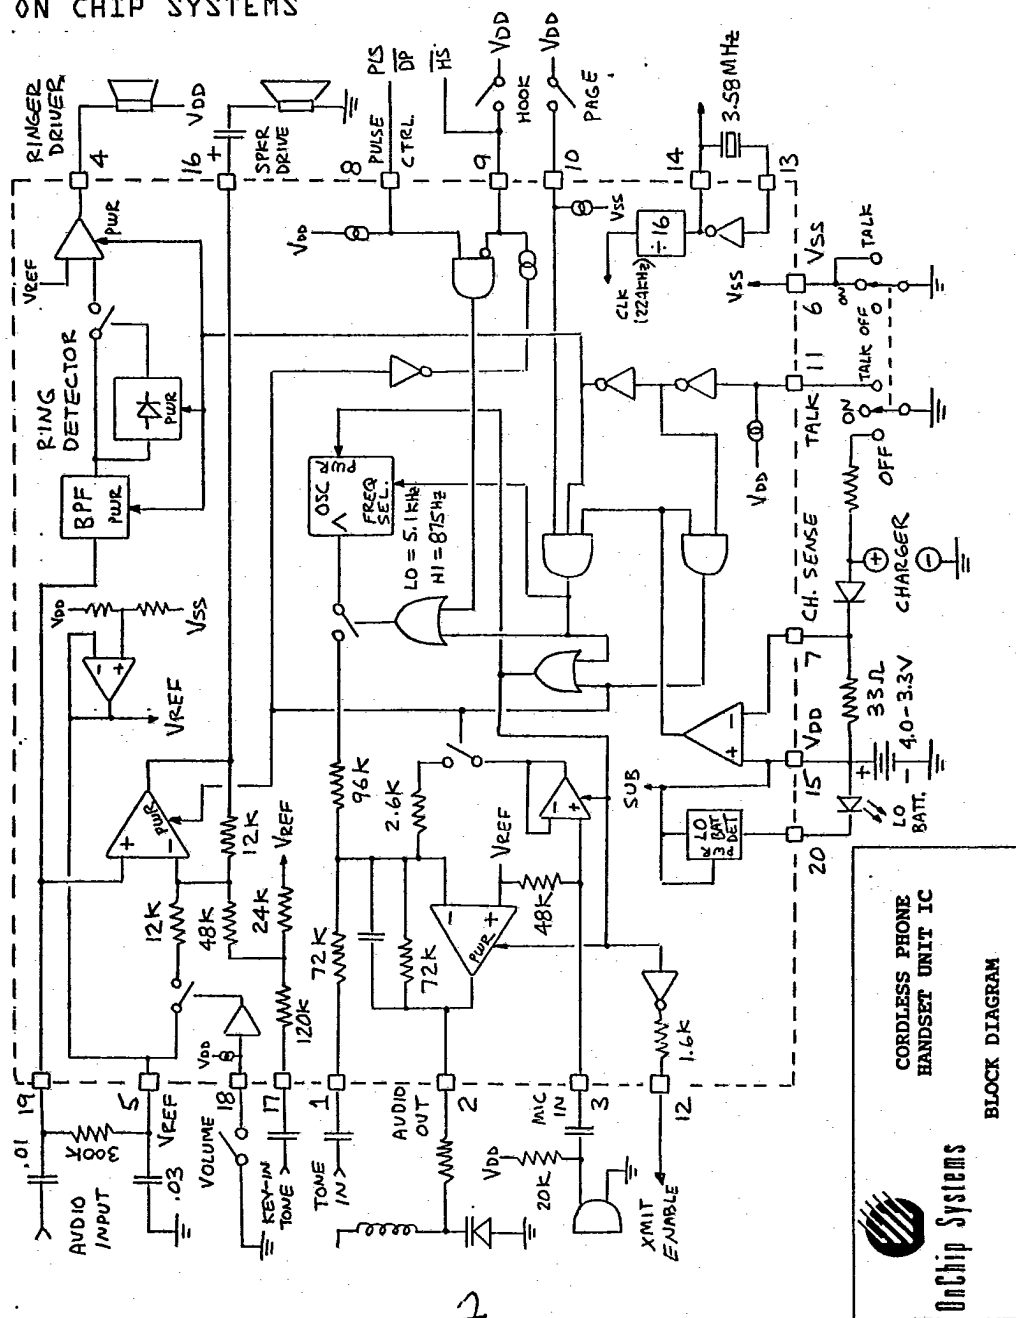 ON CHIP SYSTEMS
RINGER
DRIVER
4
VDD
16
+
SPKR
DRIVE
8
PULSE
CTRL.
PLS
DP
HS
9
HOOK
VDD
10
PAGE
VDD
14
3.58MHz
13
VREF
PWR
RING
DETECTOR
PWR
BPF
PWR
VDD
VSS
÷16
CLK
(224KHz)
VSS
VSS
6
TALK
ON
OFF
11
TALK
TALK
ON
OFF
VDD
OSC
PWR
FREQ
SEL.
LO = 5.1KHz
HI = 875Hz
CH. SENSE
7
CHARGER
+
-
VDD
VSS
-
+
VREF
33Ω
4.0-3.3V
VDD
15
+
-
LO
BATT.
20
-
+
SUB
LO
BAT
DET
PWR
+
-
PWR
12K
12K
48K
24K
VREF
120K
96K
2.6K
72K
72K
-
+
VREF
-
+
PWR
48K
1.6K
VDD
19
.01
300K
5
VREF
.03
AUDIO
INPUT
18
VOLUME
17
KEY-IN
TONE
1
TONE
IN
AUDIO
OUT
2
MIC
IN
3
VDD
20K
12
XMIT
ENABLE
CORDLESS PHONE
HANDSET UNIT IC
BLOCK DIAGRAM
OnChip Systems
2